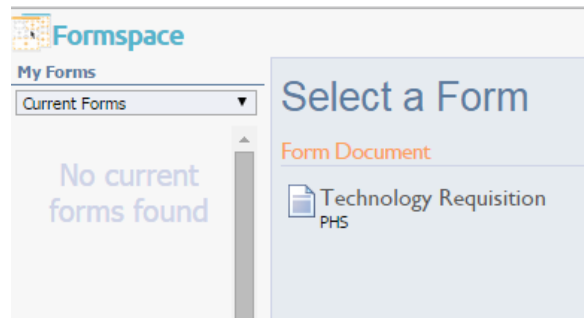 Formspace
My Forms
Current Forms
No current
forms found
Select a Form
Form Document
Technology Requisition
PHS